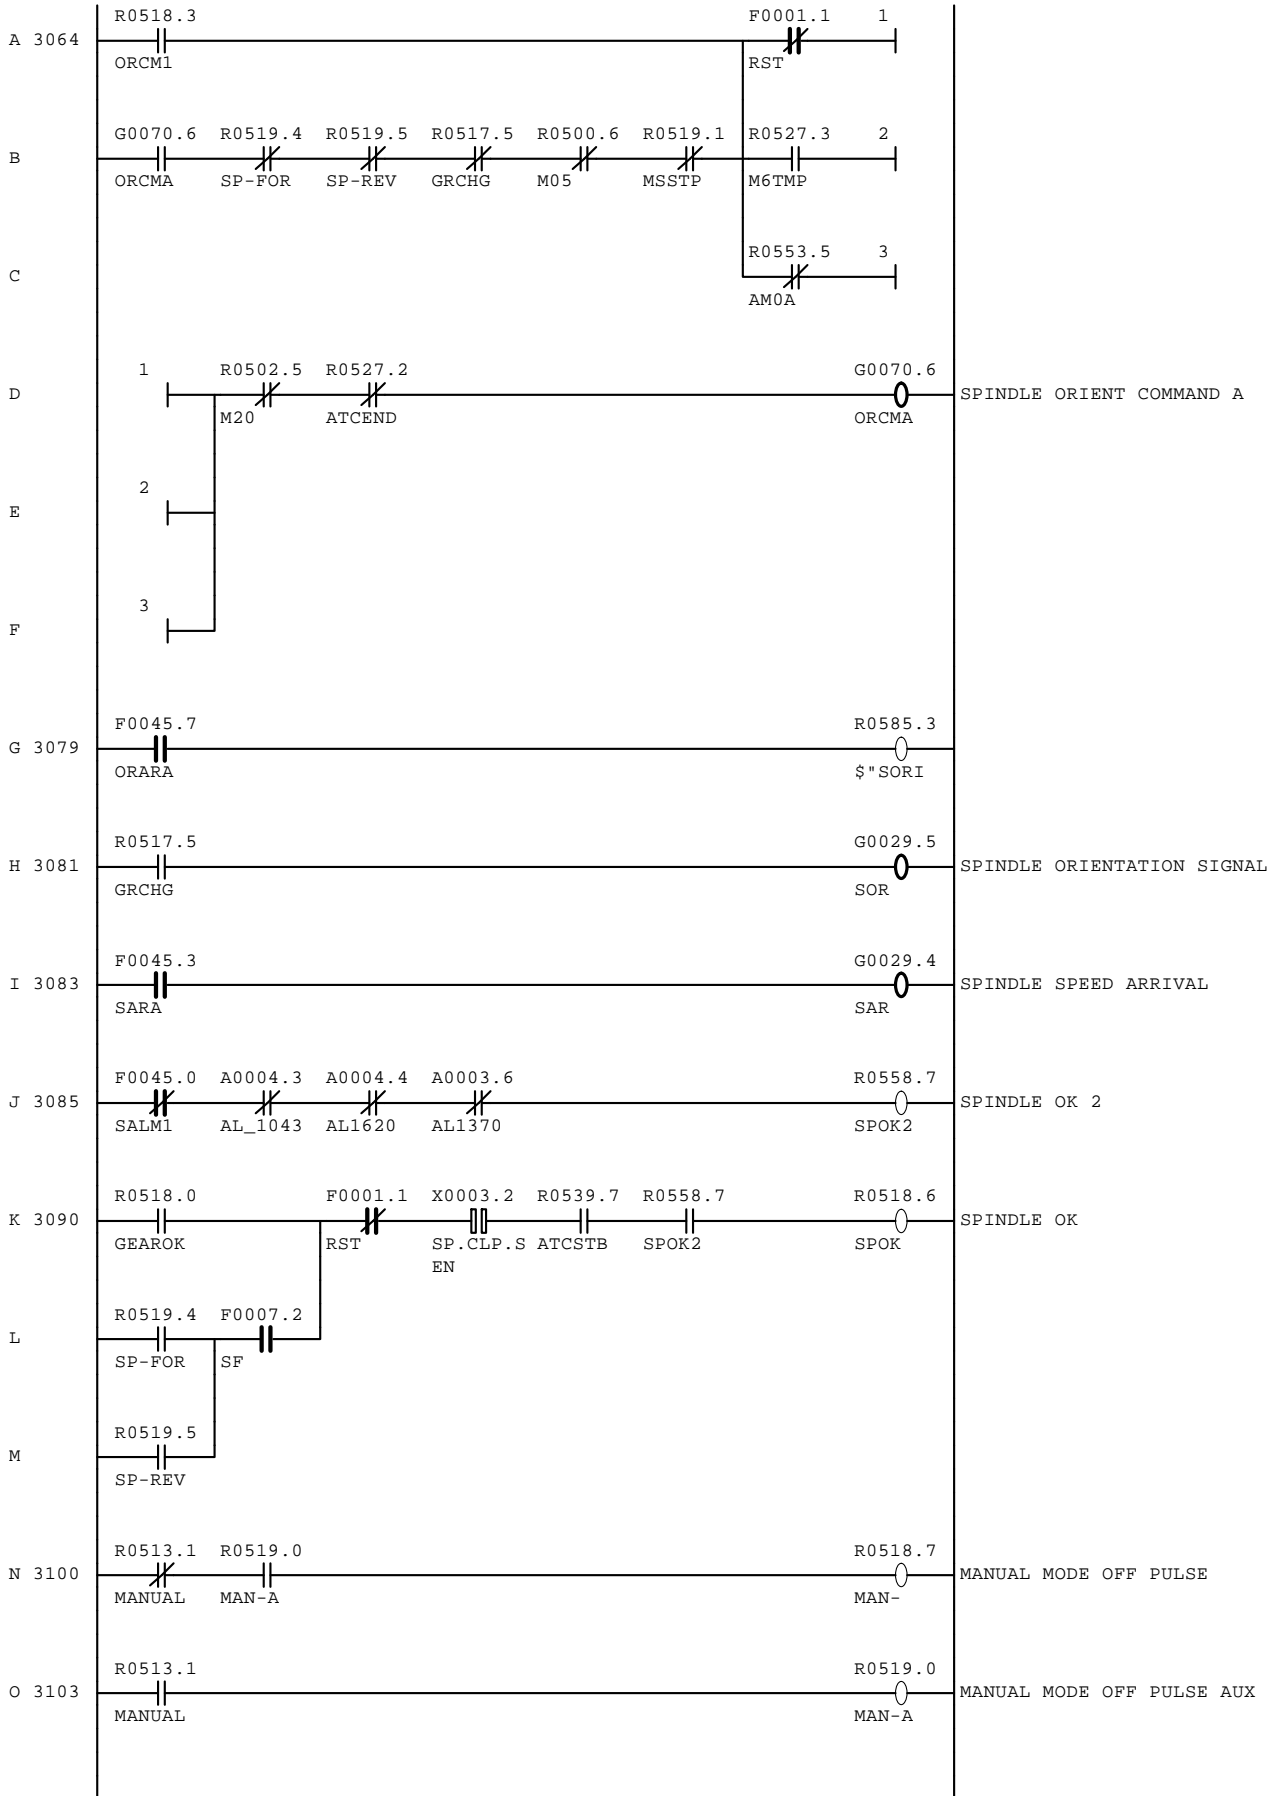 R0518.3 F0001.1 1
A 3064
ORCM1 RST
G0070.6 R0519.4 R0519.5 R0517.5 R0500.6 R0519.1 R0527.3 2
B
ORCMA SP-FOR SP-REV GRCHG M05 MSSTP M6TMP
R0553.5 3
C
AM0A
1 R0502.5 R0527.2 G0070.6
D SPINDLE ORIENT COMMAND A
M20 ATCEND ORCMA
2
E
3
F
F0045.7 R0585.3
G 3079
ORARA $"SORI
R0517.5 G0029.5
H 3081 SPINDLE ORIENTATION SIGNAL
GRCHG SOR
F0045.3 G0029.4
I 3083 SPINDLE SPEED ARRIVAL
SARA SAR
F0045.0 A0004.3 A0004.4 A0003.6 R0558.7
J 3085 SPINDLE OK 2
SALM1 AL_1043 AL1620 AL1370 SPOK2
R0518.0 F0001.1 X0003.2 R0539.7 R0558.7 R0518.6
K 3090 SPINDLE OK
GEAROK RST SP.CLP.S ATCSTB SPOK2 SPOK
EN
R0519.4 F0007.2
L
SP-FOR SF
R0519.5
M
SP-REV
R0513.1 R0519.0 R0518.7
N 3100 MANUAL MODE OFF PULSE
MANUAL MAN-A MAN-
R0513.1 R0519.0
O 3103 MANUAL MODE OFF PULSE AUX
MANUAL MAN-A